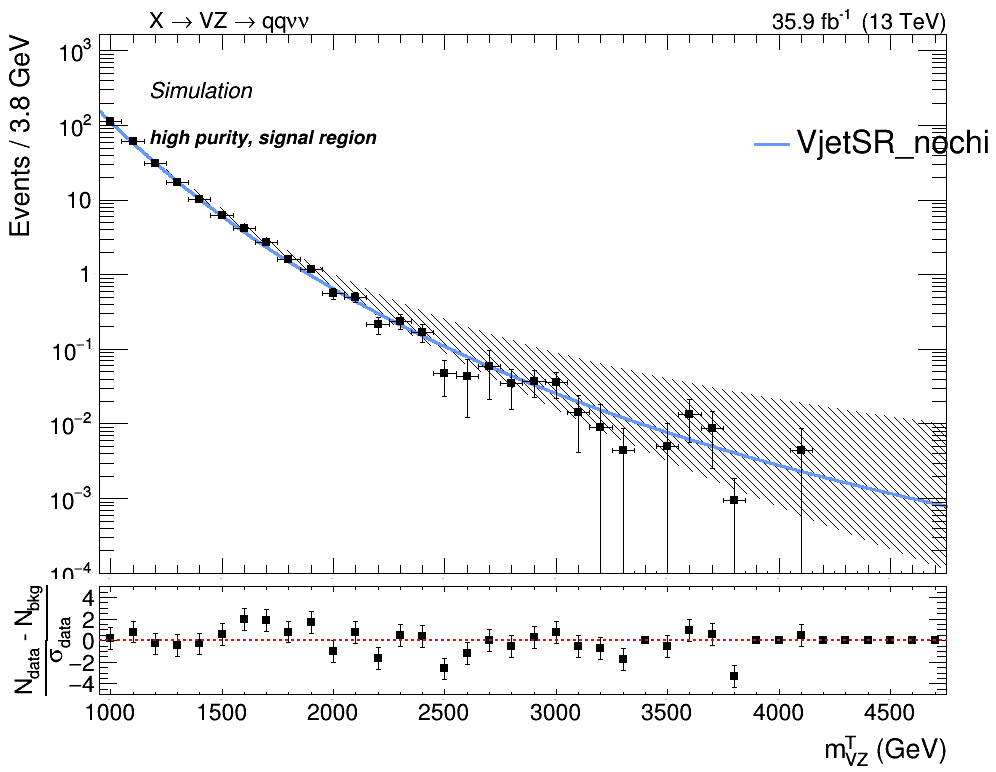 X → VZ → qqνν
35.9 fb⁻¹ (13 TeV)
Events / 3.8 GeV
10³
10²
10
1
10⁻¹
10⁻²
10⁻³
10⁻⁴
Simulation
high purity, signal region
VjetSR_nochi
N_data - N_bkg
σ_data
4
2
0
−2
−4
1000 1500 2000 2500 3000 3500 4000 4500
m^T_VZ (GeV)